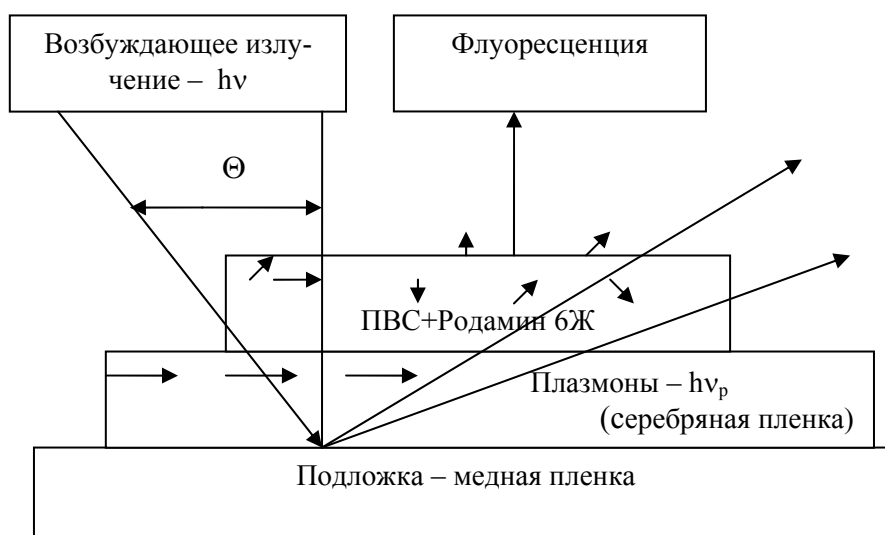 Возбуждающее излу-
чение – hν
Флуоресценция
Θ
ПВС+Родамин 6Ж
Плазмоны – hνp
(серебряная пленка)
Подложка – медная пленка